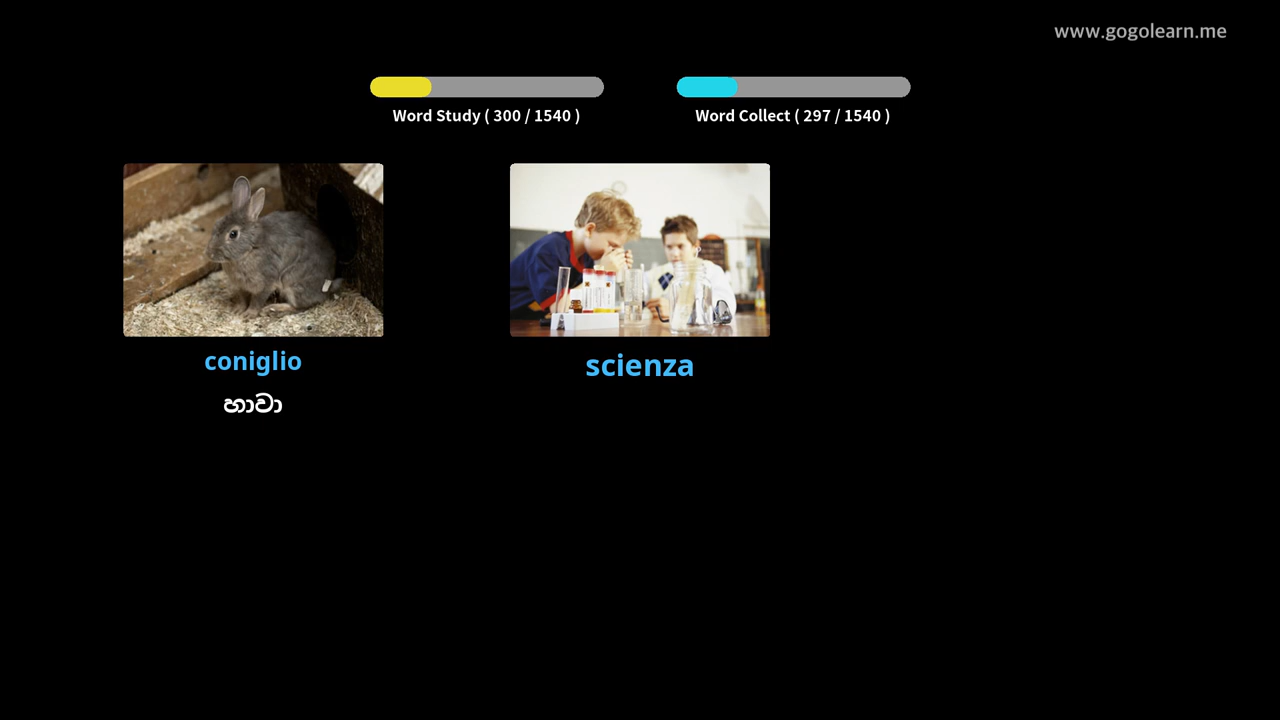 www.gogolearn.me
Word Study ( 300 / 1540 )
Word Collect ( 297 / 1540 )
coniglio
හාවා
scienza